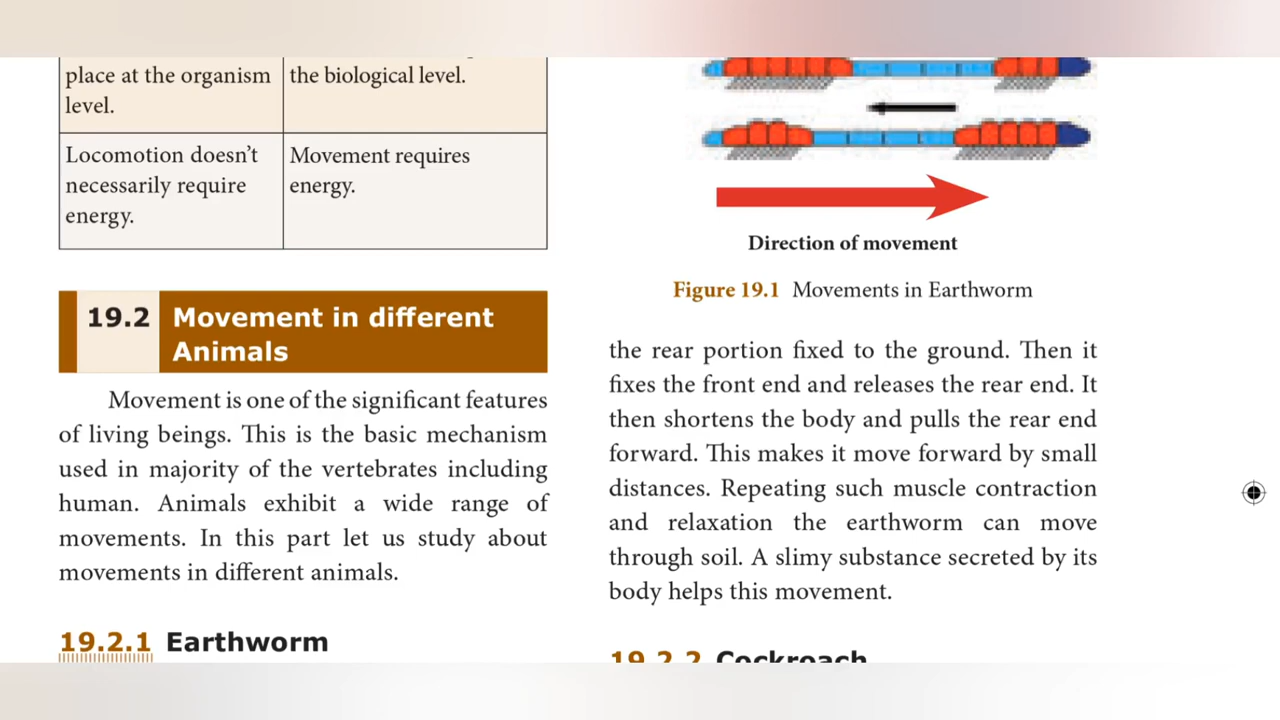 place at the organism
level.
the biological level.
Locomotion doesn’t
necessarily require
energy.
Movement requires
energy.
19.2 Movement in different
Animals
Movement is one of the significant features
of living beings. This is the basic mechanism
used in majority of the vertebrates including
human. Animals exhibit a wide range of
movements. In this part let us study about
movements in different animals.
19.2.1 Earthworm
Direction of movement
Figure 19.1 Movements in Earthworm
the rear portion fixed to the ground. Then it
fixes the front end and releases the rear end. It
then shortens the body and pulls the rear end
forward. This makes it move forward by small
distances. Repeating such muscle contraction
and relaxation the earthworm can move
through soil. A slimy substance secreted by its
body helps this movement.
19.2.2 Cockroach